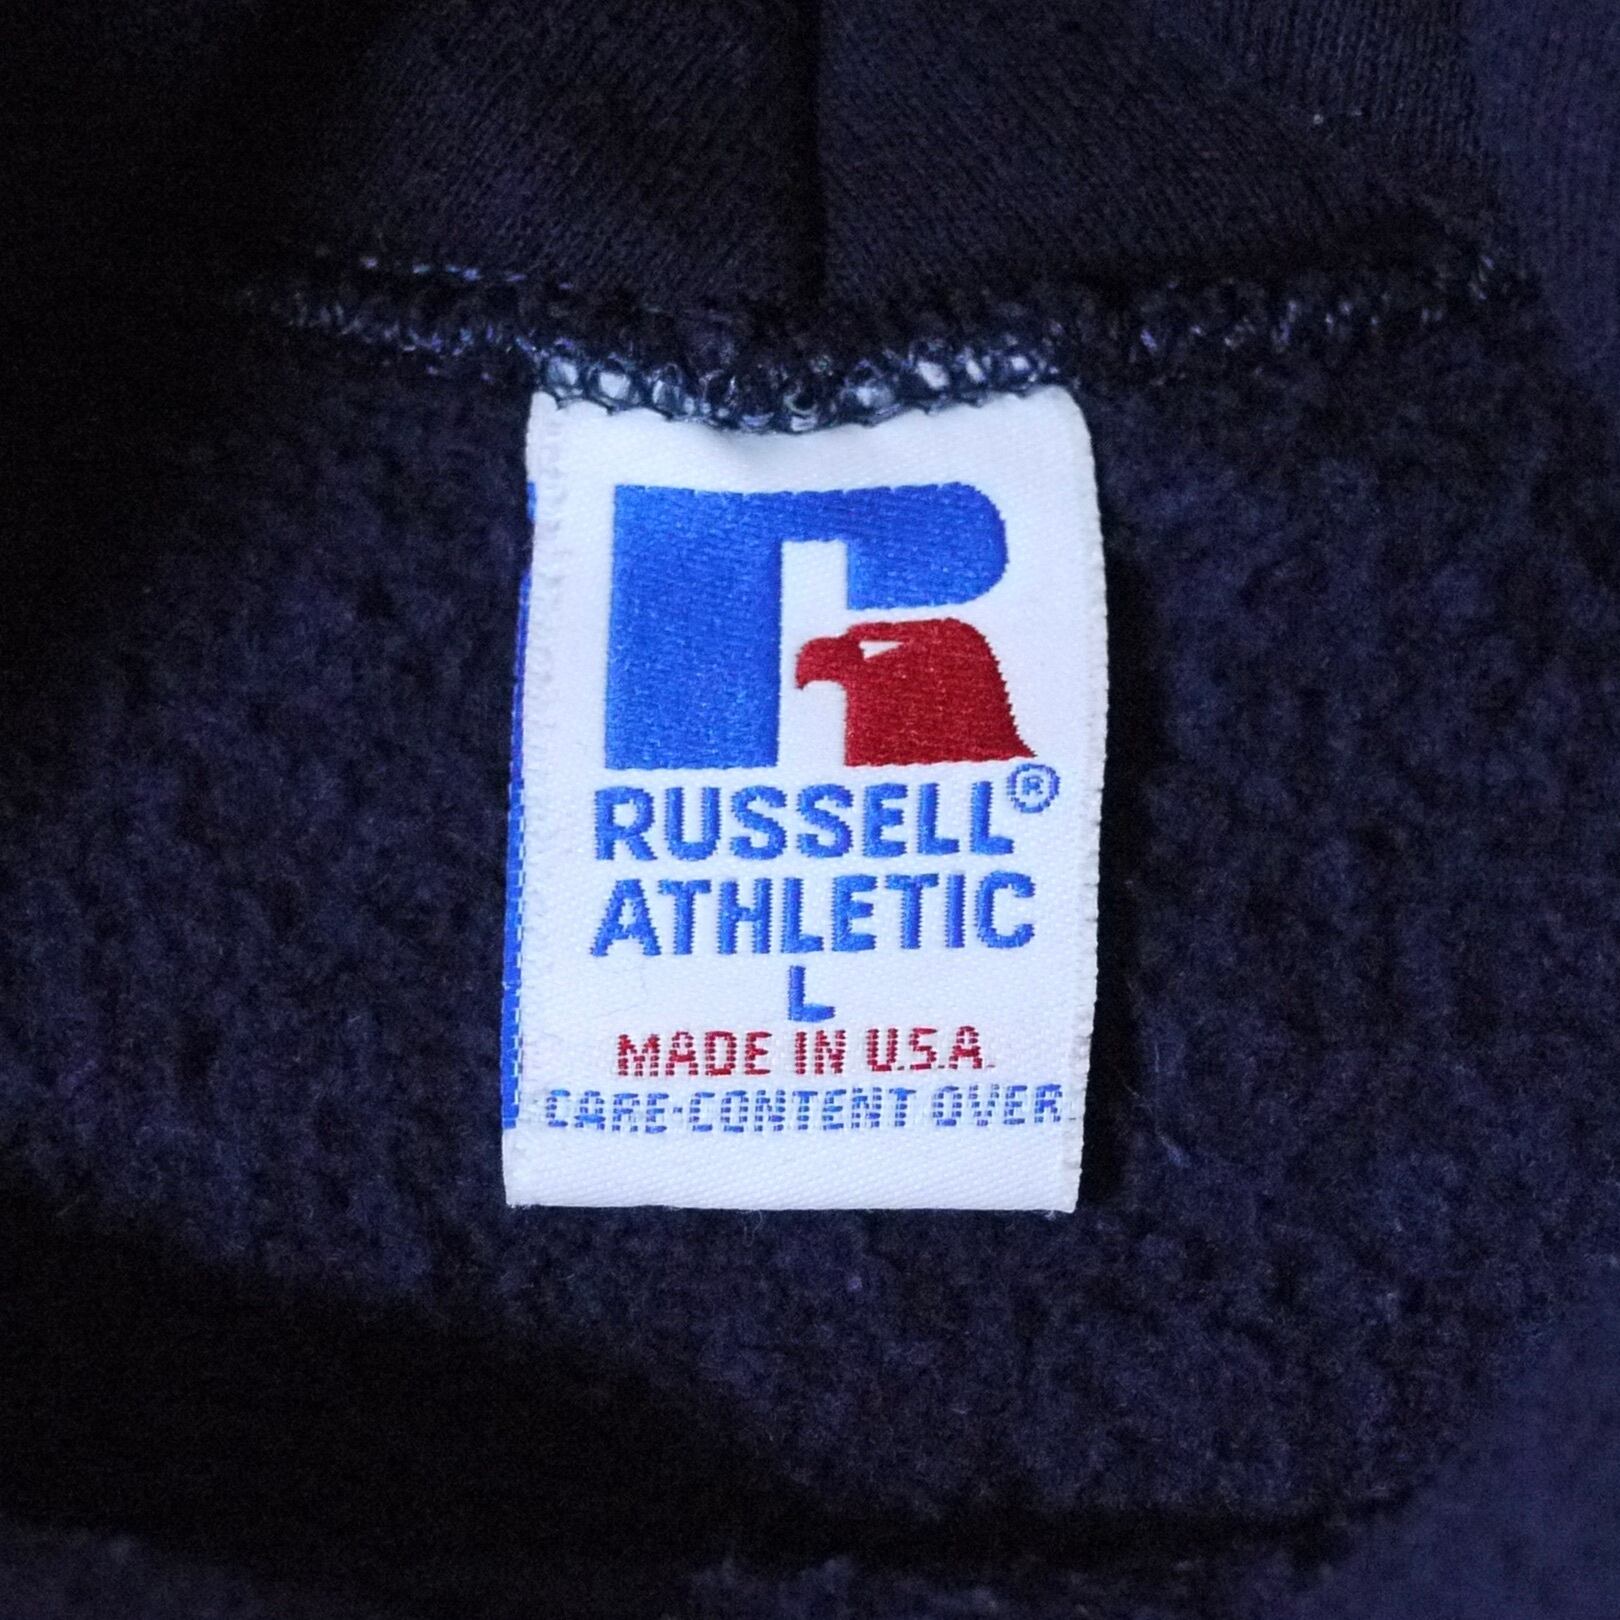 RUSSELL®
ATHLETIC
L
MADE IN U.S.A.
CARE·CONTENT OVER